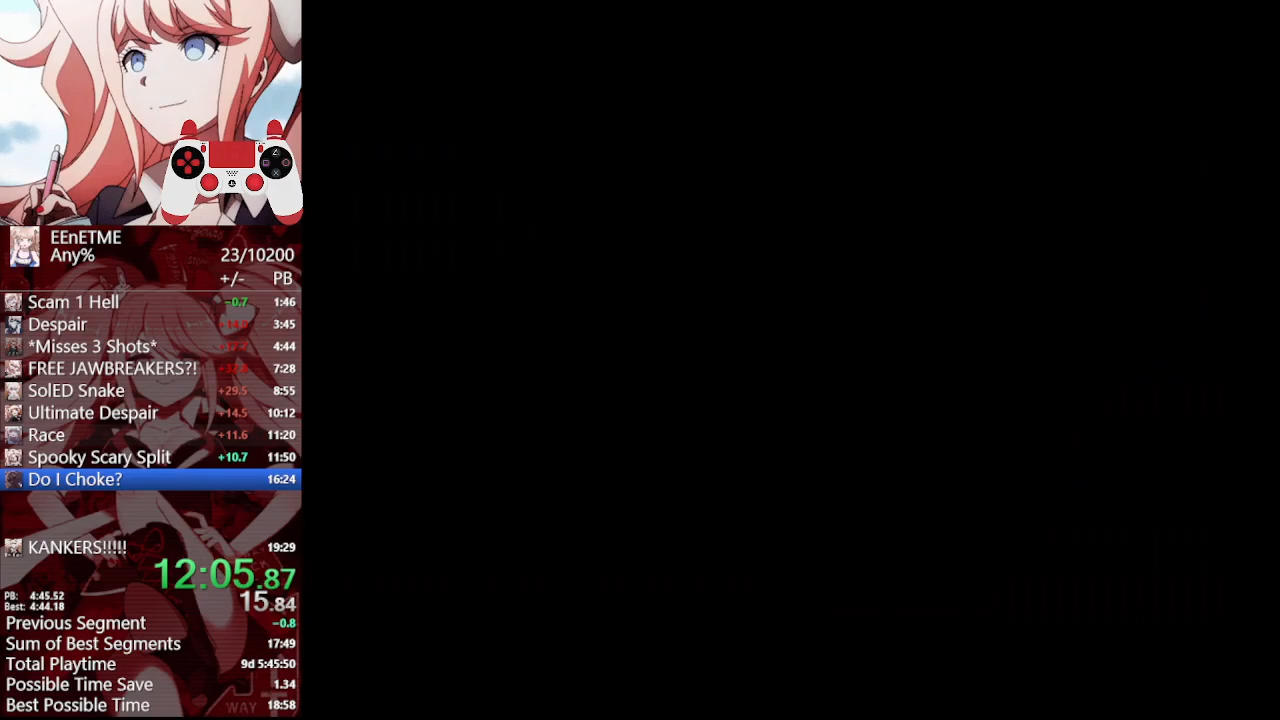 EEnETME
Any% 23/10200
+/- PB
Scam 1 Hell -0.7 1:46
Despair +14.8 3:45
*Misses 3 Shots* 4:44
FREE JAWBREAKERS?! 7:28
SolED Snake +29.5 8:55
Ultimate Despair +14.5 10:12
Race +11.6 11:20
Spooky Scary Split +10.7 11:50
Do I Choke? 16:24
KANKERS!!!!! 19:29
12:05.87
PB: 4:45.52
Best: 4:44.18 15.84
Previous Segment -0.8
Sum of Best Segments 17:49
Total Playtime 9d 5:45:50
Possible Time Save 1.34
Best Possible Time 18:58
WAY